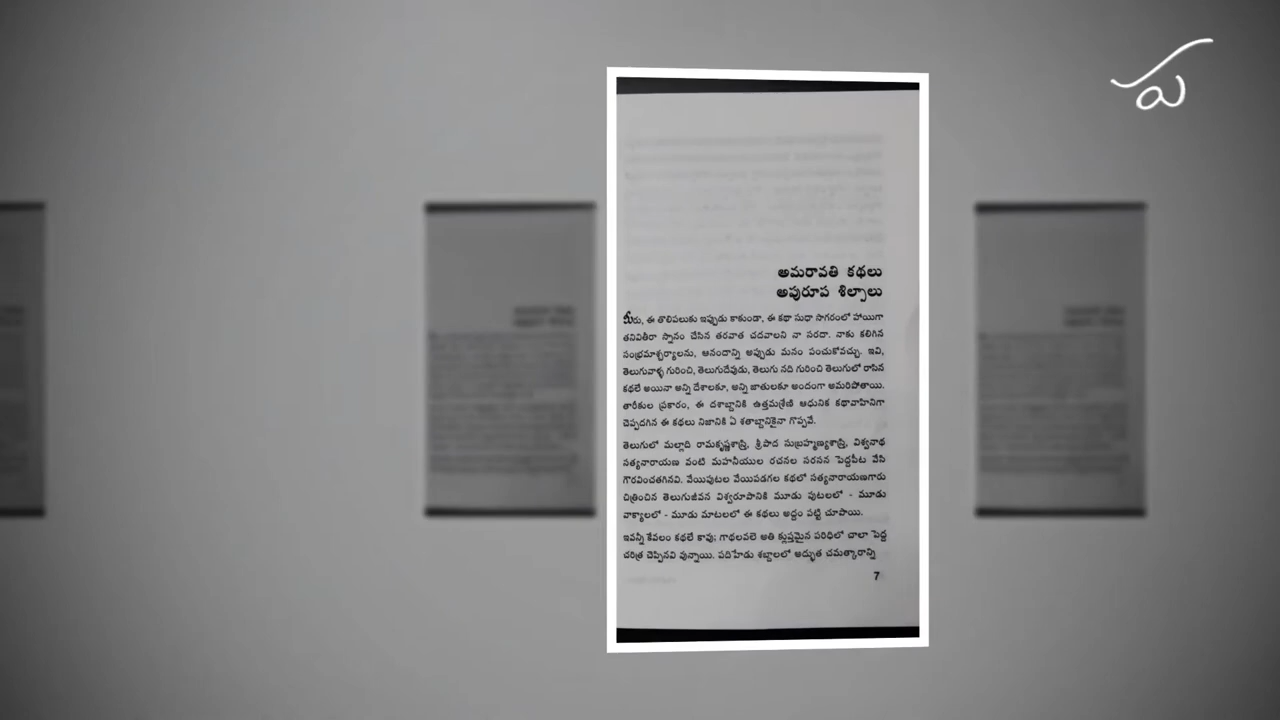 ప
అమరావతి కథలు
అపురూప శిల్పాలు
మీరు, ఈ తొలిపలుకు ఇప్పుడు కాకుండా, ఈ కథా సుధా సాగరంలో హాయిగా
తనివితీరా స్నానం చేసిన తరవాత చదవాలని నా సరదా. నాకు కలిగిన
సంభ్రమాశ్చర్యాలను, ఆనందాన్ని అప్పుడు మనం పంచుకోవచ్చు. ఇవి,
తెలుగువాళ్ళ గురించి, తెలుగుదేవుడు, తెలుగు నది గురించి తెలుగులో రాసిన
కథలే అయినా అన్ని దేశాలకూ, అన్ని జాతులకూ అందంగా అమరిపోతాయి.
తారీకుల ప్రకారం, ఈ దశాబ్దానికి ఉత్తమశ్రేణి ఆధునిక కథావాహినిగా
చెప్పదగిన ఈ కథలు నిజానికి ఏ శతాబ్దానికైనా గొప్పవే.
తెలుగులో మల్లాది రామకృష్ణశాస్త్రి, శ్రీపాద సుబ్రహ్మణ్యశాస్త్రి, విశ్వనాథ
సత్యనారాయణ వంటి మహనీయుల రచనల సరసన పెద్దపీట వేసి
గౌరవించతగినవి. వేయిపుటల వేయిపడగల కథలో సత్యనారాయణగారు
చిత్రించిన తెలుగుజీవన విశ్వరూపానికి మూడు పుటలలో - మూడు
వాక్యాలలో - మూడు మాటలలో ఈ కథలు అద్దం పట్టి చూపాయి.
ఇవన్నీ కేవలం కథలే కావు; గాథలవలె అతి క్లుప్తమైన పరిధిలో చాలా పెద్ద
చరిత్ర చెప్పినవి వున్నాయి. పదిహేడు శబ్దాలలో అద్భుత చమత్కారాన్ని
7